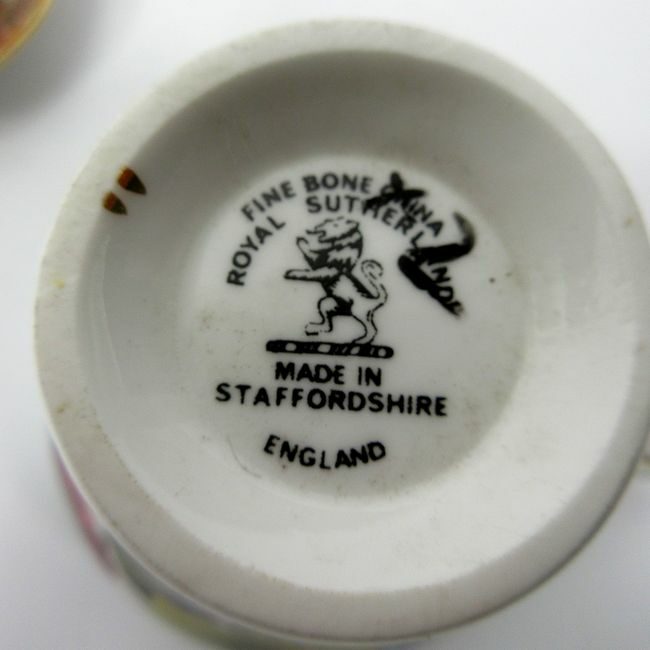 FINE BONE CHINA
ROYAL SUTHERLAND
MADE IN
STAFFORDSHIRE
ENGLAND